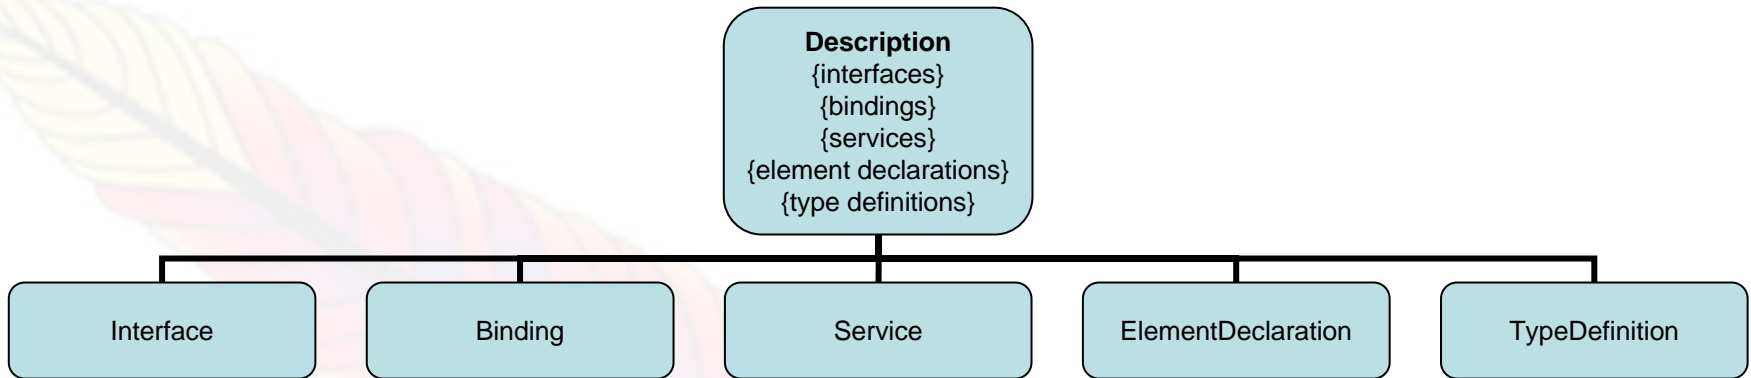 Description
{interfaces}
{bindings}
{services}
{element declarations}
{type definitions}
Interface
Binding
Service
ElementDeclaration
TypeDefinition